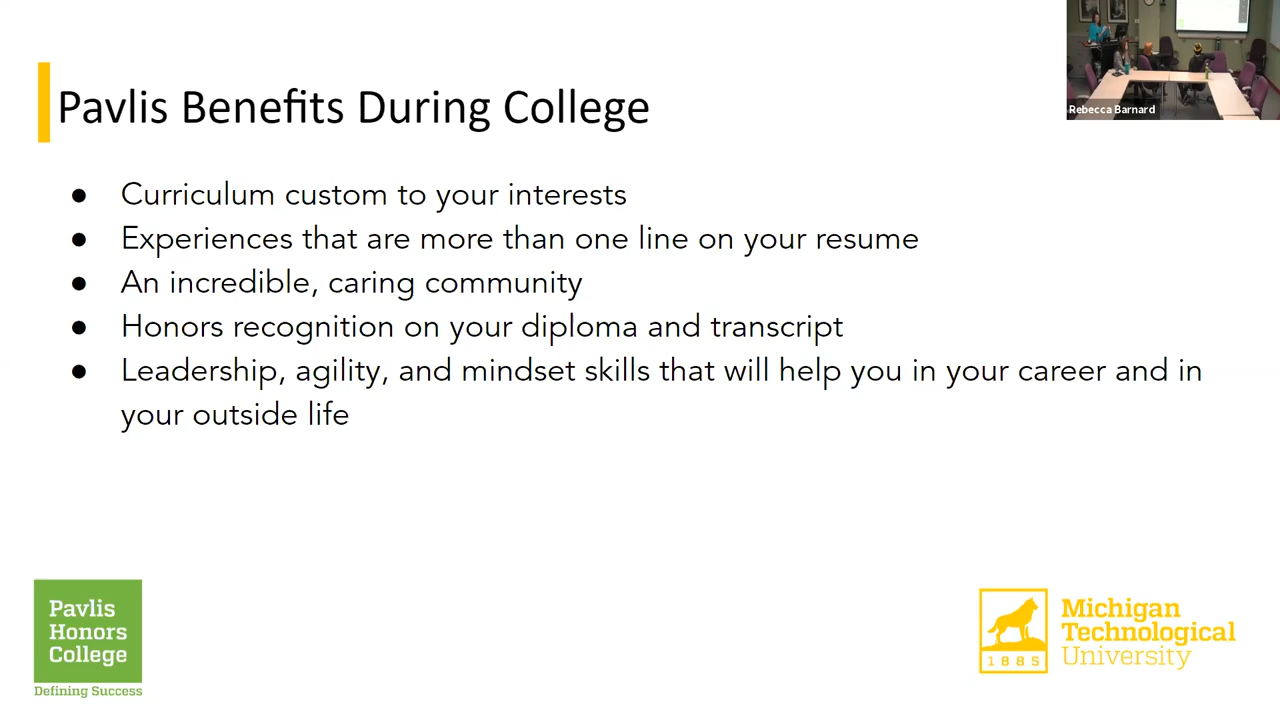 Rebecca Barnard
Pavlis Benefits During College
● Curriculum custom to your interests
● Experiences that are more than one line on your resume
● An incredible, caring community
● Honors recognition on your diploma and transcript
● Leadership, agility, and mindset skills that will help you in your career and in
your outside life
Pavlis
Honors
College
Defining Success
1885
Michigan
Technological
University